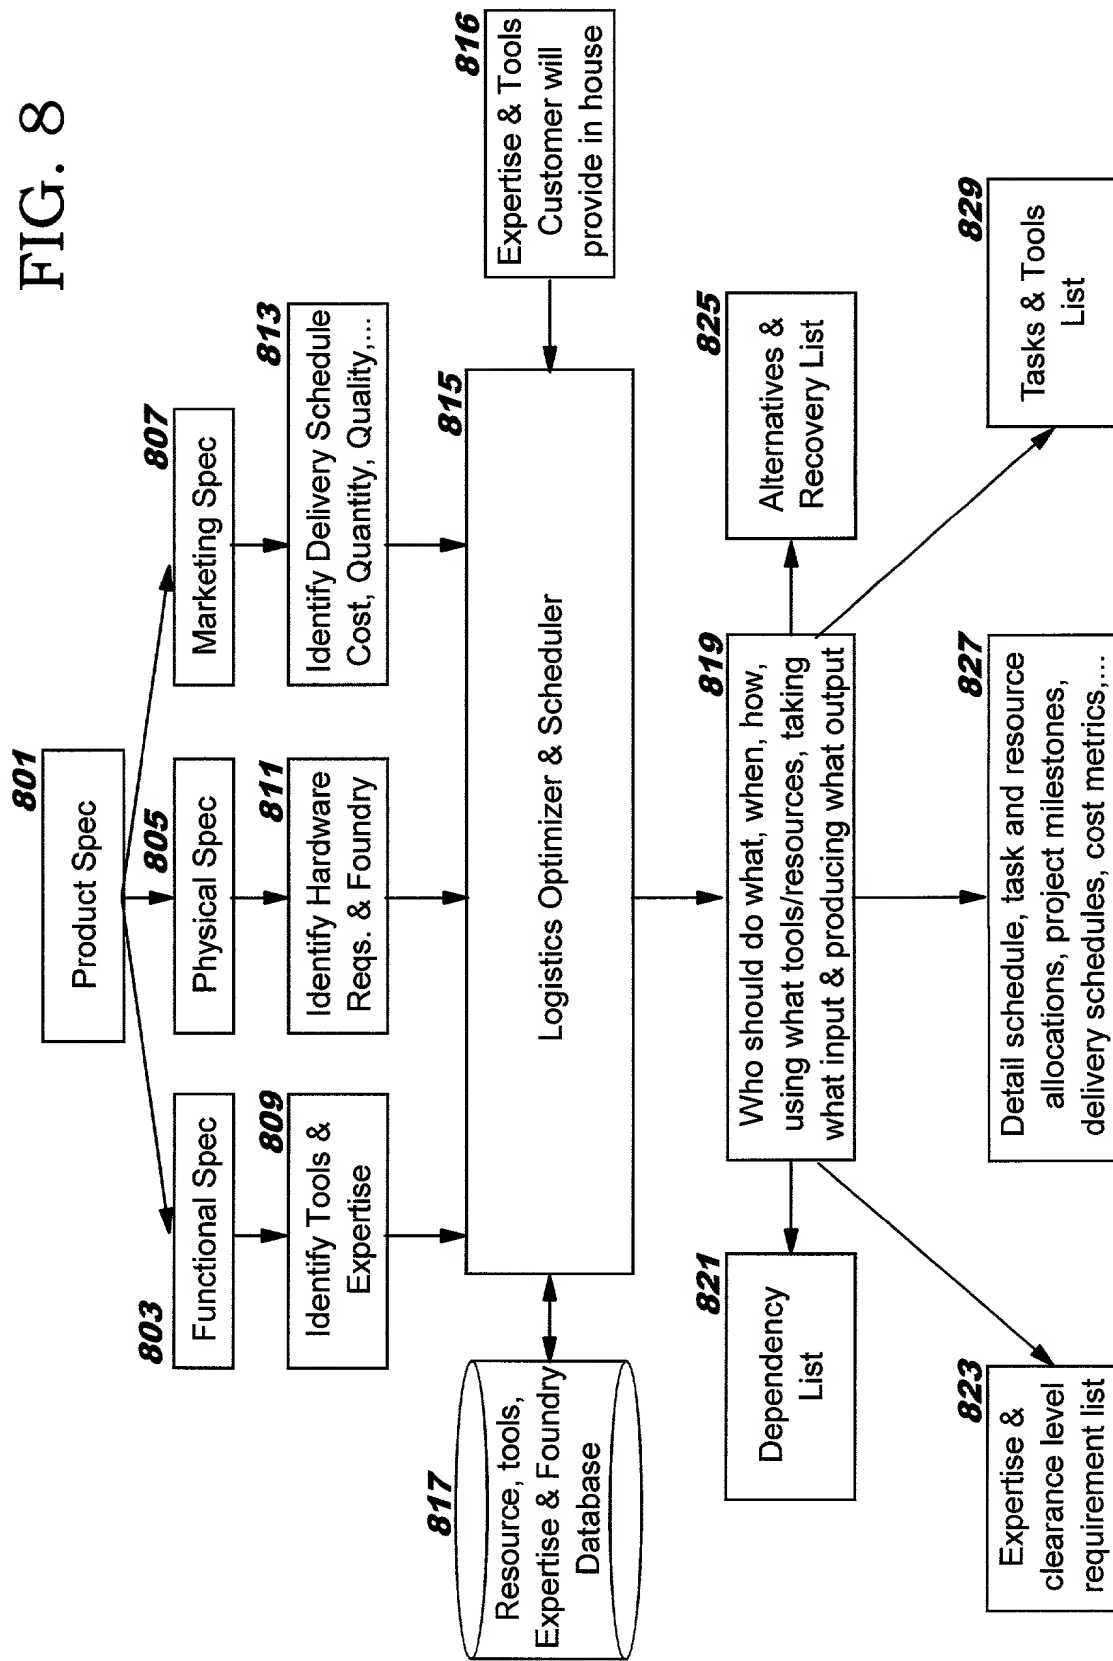 FIG. 8
801
Product Spec
803
Functional Spec
805
Physical Spec
807
Marketing Spec
809
Identify Tools &
Expertise
811
Identify Hardware
Reqs. & Foundry
813
Identify Delivery Schedule
Cost, Quantity, Quality,...
817
Resource, tools,
Expertise & Foundry
Database
815
Logistics Optimizer & Scheduler
816
Expertise & Tools
Customer will
provide in house
821
Dependency
List
819
Who should do what, when, how,
using what tools/resources, taking
what input & producing what output
825
Alternatives &
Recovery List
823
Expertise &
clearance level
requirement list
827
Detail schedule, task and resource
allocations, project milestones,
delivery schedules, cost metrics,...
829
Tasks & Tools
List